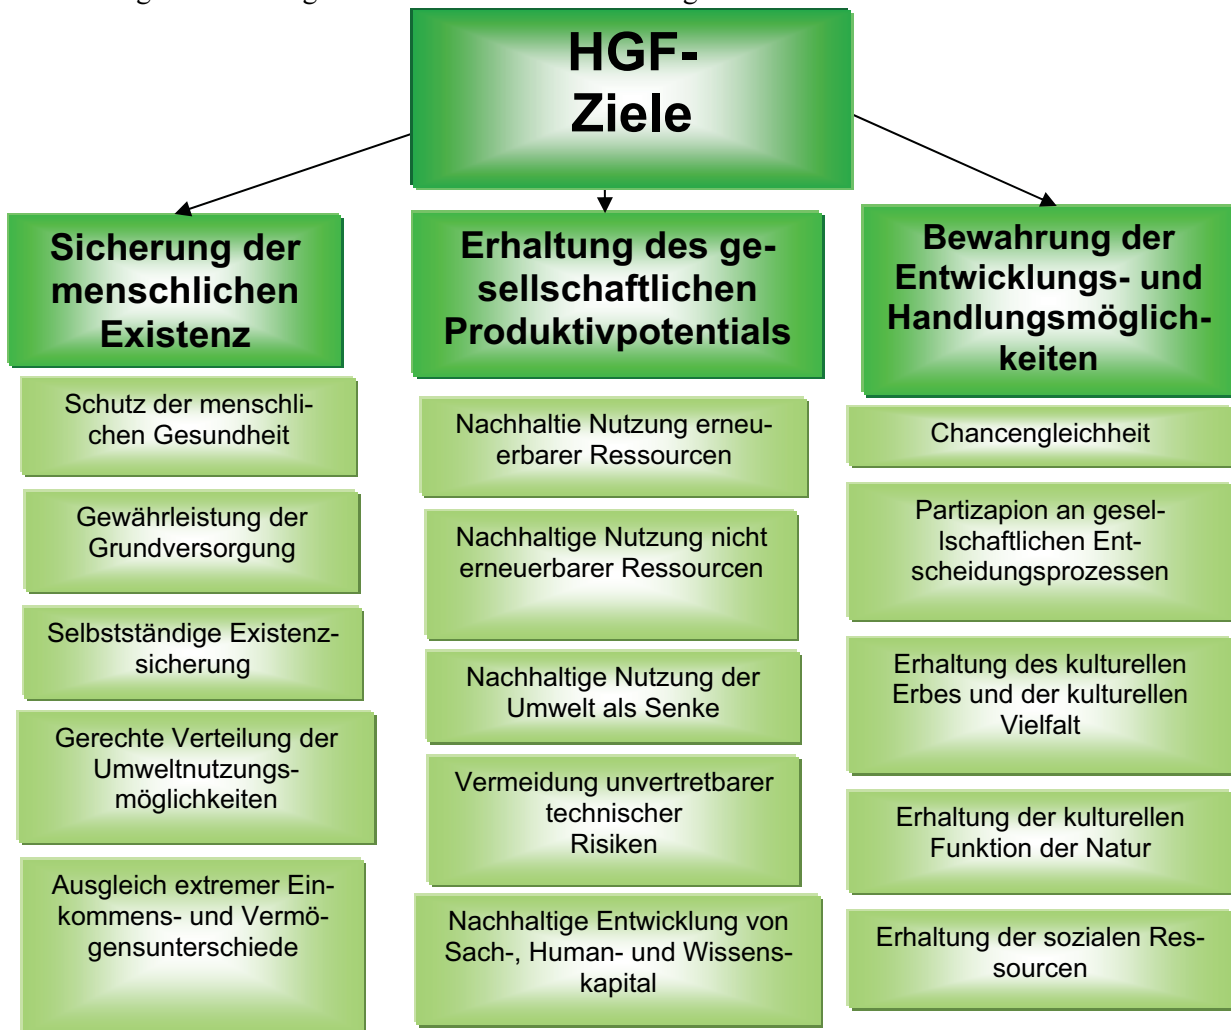 HGF-
Ziele
Sicherung der
menschlichen
Existenz
Schutz der menschli-
chen Gesundheit
Gewährleistung der
Grundversorgung
Selbstständige Existenz-
sicherung
Gerechte Verteilung der
Umweltnutzungs-
möglichkeiten
Ausgleich extremer Ein-
kommens- und Vermö-
gensunterschiede
Erhaltung des ge-
sellschaftlichen
Produktivpotentials
Nachhaltie Nutzung erneu-
erbarer Ressourcen
Nachhaltige Nutzung nicht
erneuerbarer Ressourcen
Nachhaltige Nutzung der
Umwelt als Senke
Vermeidung unvertretbarer
technischer
Risiken
Nachhaltige Entwicklung von
Sach-, Human- und Wissens-
kapital
Bewahrung der
Entwicklungs- und
Handlungsmöglich-
keiten
Chancengleichheit
Partizapion an gesel-
lschaftlichen Ent-
scheidungsprozessen
Erhaltung des kulturellen
Erbes und der kulturellen
Vielfalt
Erhaltung der kulturellen
Funktion der Natur
Erhaltung der sozialen Res-
sourcen